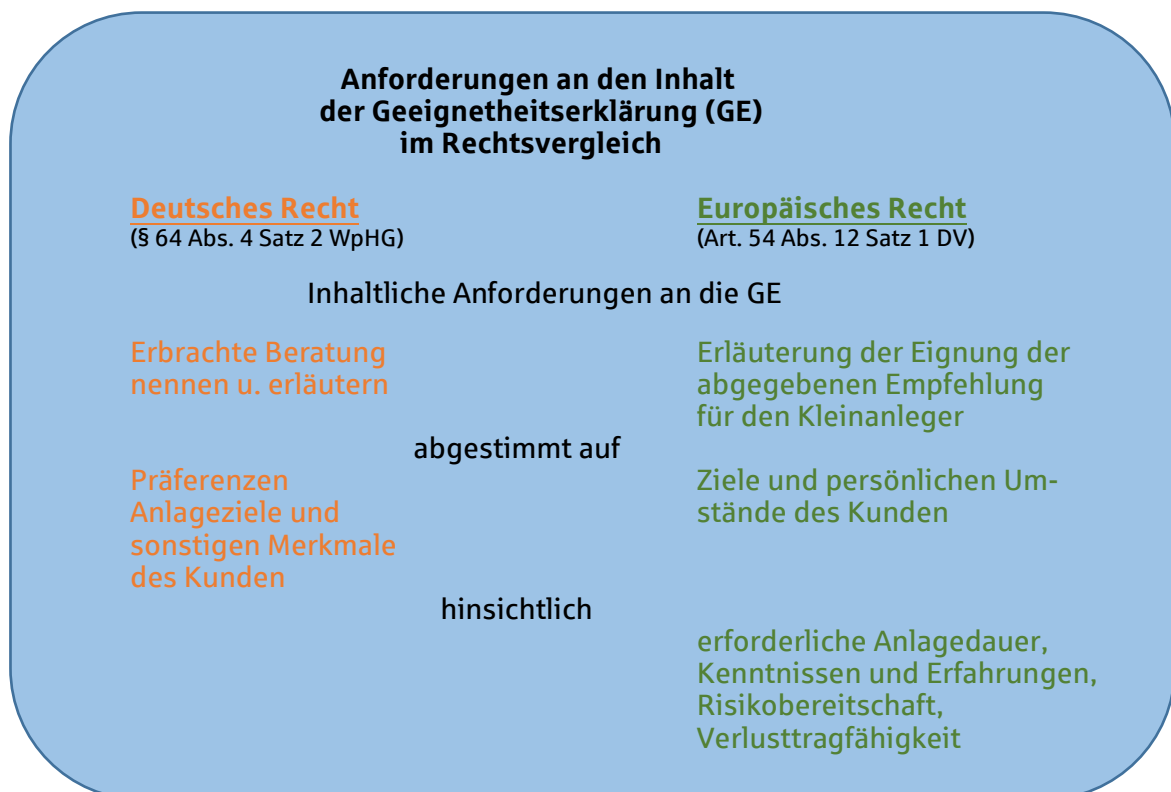 Anforderungen an den Inhalt
der Geeignetheitserklärung (GE)
im Rechtsvergleich
Deutsches Recht
(§ 64 Abs. 4 Satz 2 WpHG)
Europäisches Recht
(Art. 54 Abs. 12 Satz 1 DV)
Inhaltliche Anforderungen an die GE
Erbrachte Beratung
nennen u. erläutern
Erläuterung der Eignung der
abgegebenen Empfehlung
für den Kleinanleger
abgestimmt auf
Präferenzen
Anlageziele und
sonstigen Merkmale
des Kunden
Ziele und persönlichen Um-
stände des Kunden
hinsichtlich
erforderliche Anlagedauer,
Kenntnissen und Erfahrungen,
Risikobereitschaft,
Verlusttragfähigkeit